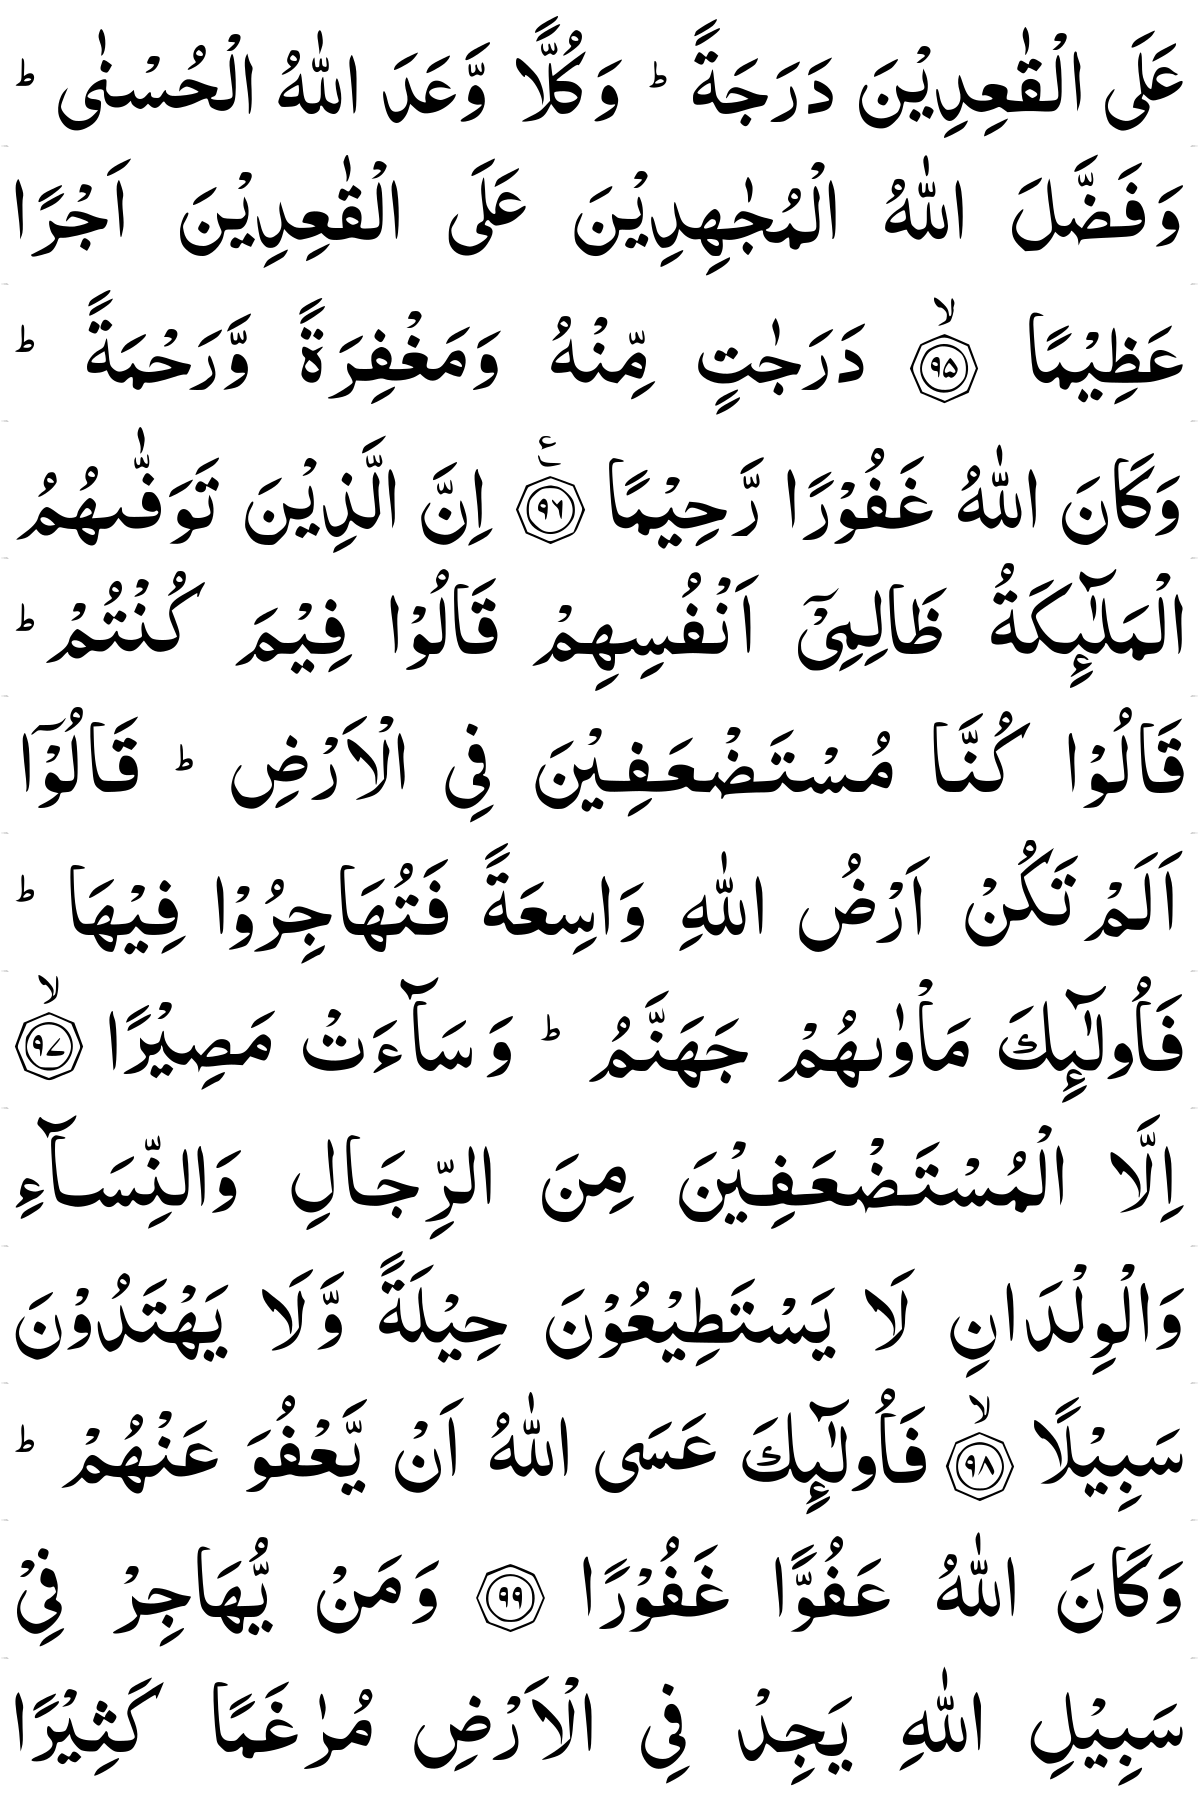 عَلَى الْقٰعِدِيْنَ دَرَجَةً ؕ وَكُلًّا وَّعَدَ اللّٰهُ الْحُسْنٰى ؕ
وَفَضَّلَ اللّٰهُ الْمُجٰهِدِيْنَ عَلَى الْقٰعِدِيْنَ اَجْرًا
عَظِيْمًا ۙ‏﴿۹۵﴾ دَرَجٰتٍ مِّنْهُ وَمَغْفِرَةً وَّرَحْمَةً ؕ
وَكَانَ اللّٰهُ غَفُوْرًا رَّحِيْمًا ﴿۹۶﴾ ع اِنَّ الَّذِيْنَ تَوَفّٰٮهُمُ
الْمَلٰٓٮِٕكَةُ ظَالِمِىْۤ اَنْفُسِهِمْ قَالُوْا فِيْمَ كُنْتُمْ ؕ
قَالُوْا كُنَّا مُسْتَضْعَفِيْنَ فِى الْاَرْضِ ؕ قَالُوْۤا
اَلَمْ تَكُنْ اَرْضُ اللّٰهِ وَاسِعَةً فَتُهَاجِرُوْا فِيْهَا ؕ
فَاُولٰٓٮِٕكَ مَاْوٰٮهُمْ جَهَنَّمُ ؕ وَسَآءَتْ مَصِيْرًا ۙ‏﴿۹۷﴾
اِلَّا الْمُسْتَضْعَفِيْنَ مِنَ الرِّجَالِ وَالنِّسَآءِ
وَالْوِلْدَانِ لَا يَسْتَطِيْعُوْنَ حِيْلَةً وَّلَا يَهْتَدُوْنَ
سَبِيْلًا ۙ‏﴿۹۸﴾ فَاُولٰٓٮِٕكَ عَسَى اللّٰهُ اَنْ يَّعْفُوَ عَنْهُمْ ؕ
وَكَانَ اللّٰهُ عَفُوًّا غَفُوْرًا ﴿۹۹﴾ وَمَنْ يُّهَاجِرْ فِىْ
سَبِيْلِ اللّٰهِ يَجِدْ فِى الْاَرْضِ مُرٰغَمًا كَثِيْرًا